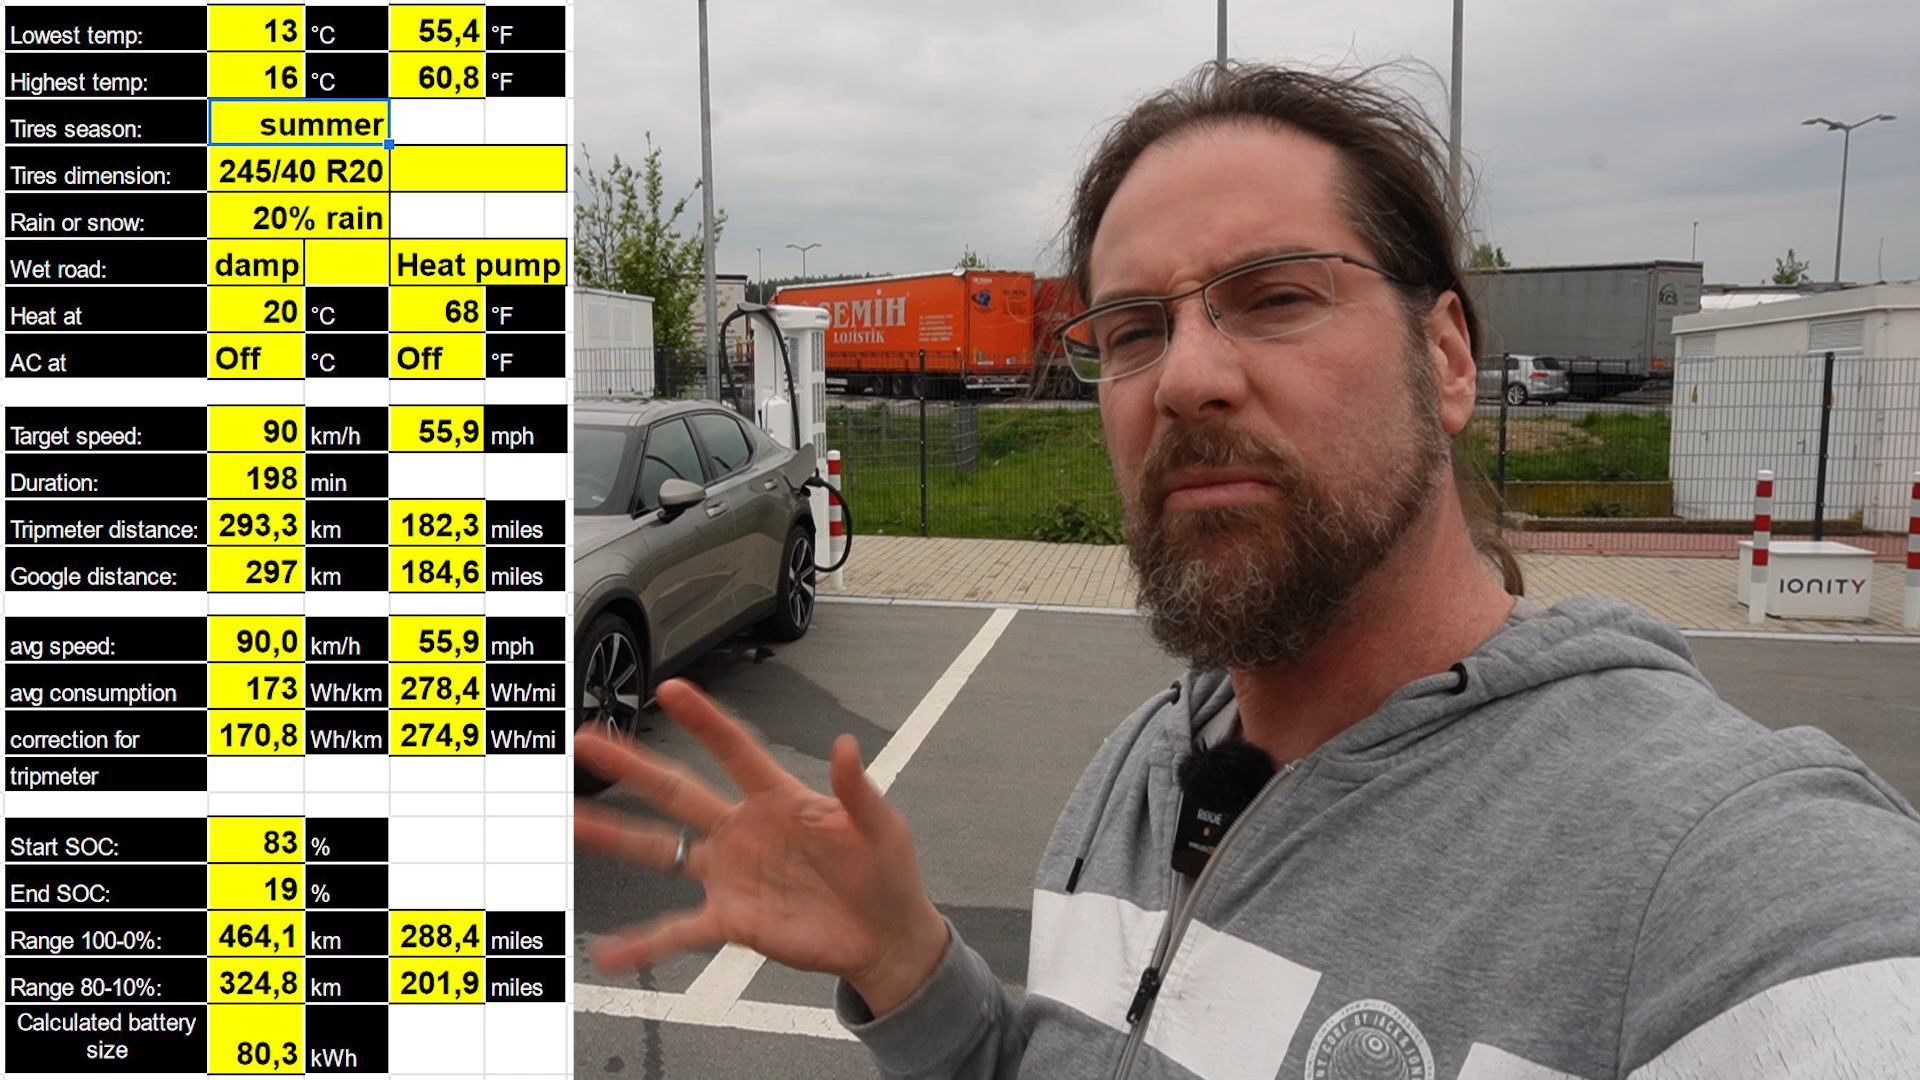 Lowest temp: 13 °C 55,4 °F
Highest temp: 16 °C 60,8 °F
Tires season: summer
Tires dimension: 245/40 R20
Rain or snow: 20% rain
Wet road: damp Heat pump
Heat at 20 °C 68 °F
AC at Off °C Off °F
Target speed: 90 km/h 55,9 mph
Duration: 198 min
Tripmeter distance: 293,3 km 182,3 miles
Google distance: 297 km 184,6 miles
avg speed: 90,0 km/h 55,9 mph
avg consumption 173 Wh/km 278,4 Wh/mi
correction for 170,8 Wh/km 274,9 Wh/mi
tripmeter
Start SOC: 83 %
End SOC: 19 %
Range 100-0%: 464,1 km 288,4 miles
Range 80-10%: 324,8 km 201,9 miles
Calculated battery
size 80,3 kWh
SEMİH
LOJİSTİK
IONITY
RØDE